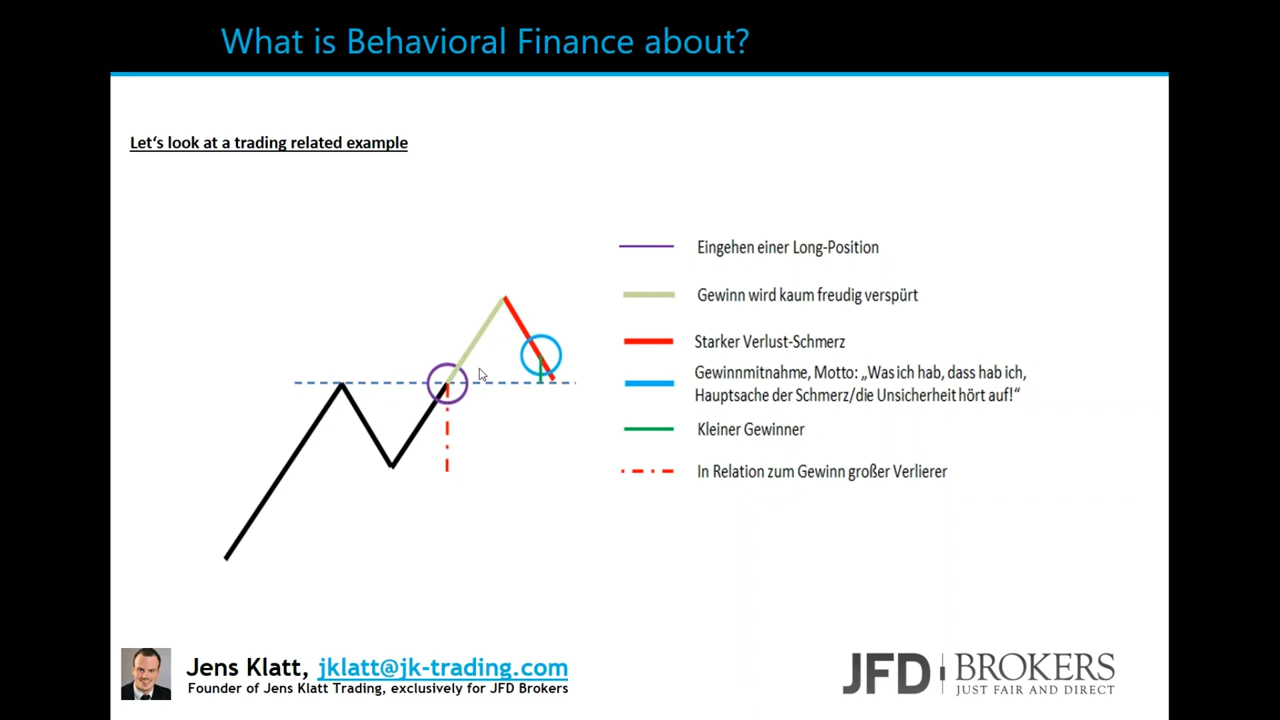 What is Behavioral Finance about?
Let‘s look at a trading related example
Eingehen einer Long-Position
Gewinn wird kaum freudig verspürt
Starker Verlust-Schmerz
Gewinnmitnahme, Motto: „Was ich hab, dass hab ich,
Hauptsache der Schmerz/die Unsicherheit hört auf!“
Kleiner Gewinner
In Relation zum Gewinn großer Verlierer
Jens Klatt, jklatt@jk-trading.com
Founder of Jens Klatt Trading, exclusively for JFD Brokers
JFD BROKERS
JUST FAIR AND DIRECT